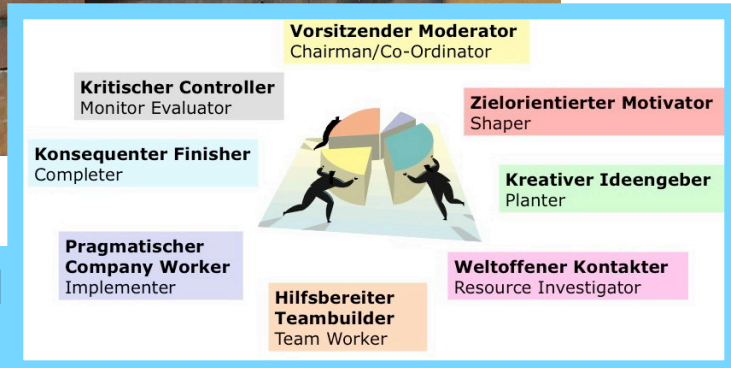 Vorsitzender Moderator
Chairman/Co-Ordinator
Kritischer Controller
Monitor Evaluator
Zielorientierter Motivator
Shaper
Konsequenter Finisher
Completer
Kreativer Ideengeber
Planter
Pragmatischer
Company Worker
Implementer
Weltoffener Kontakter
Resource Investigator
Hilfsbereiter
Teambuilder
Team Worker